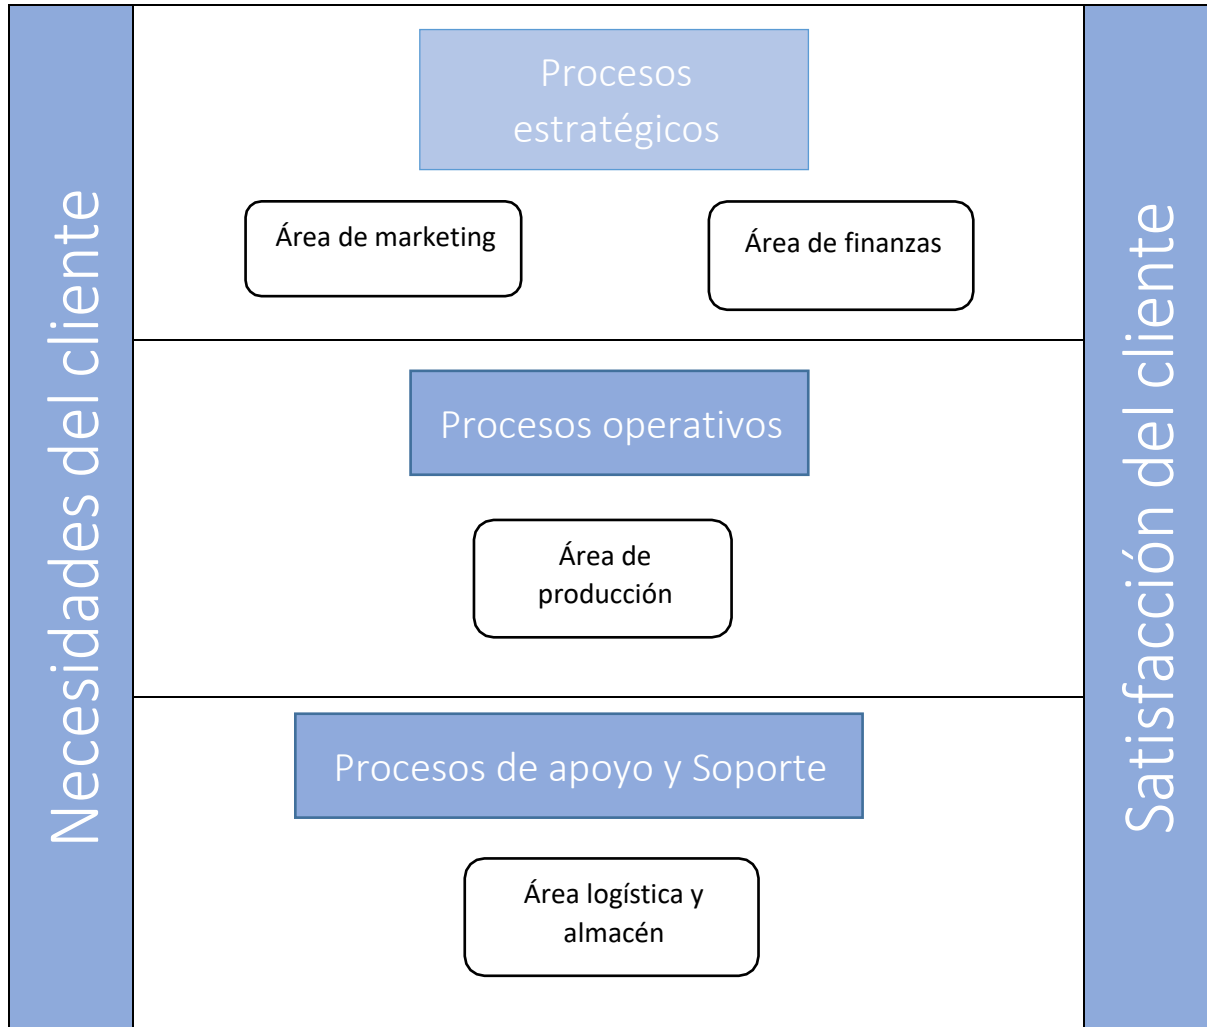 Necesidades del cliente
Procesos
estratégicos
Área de marketing
Área de finanzas
Procesos operativos
Área de
producción
Procesos de apoyo y Soporte
Área logística y
almacén
Satisfacción del cliente